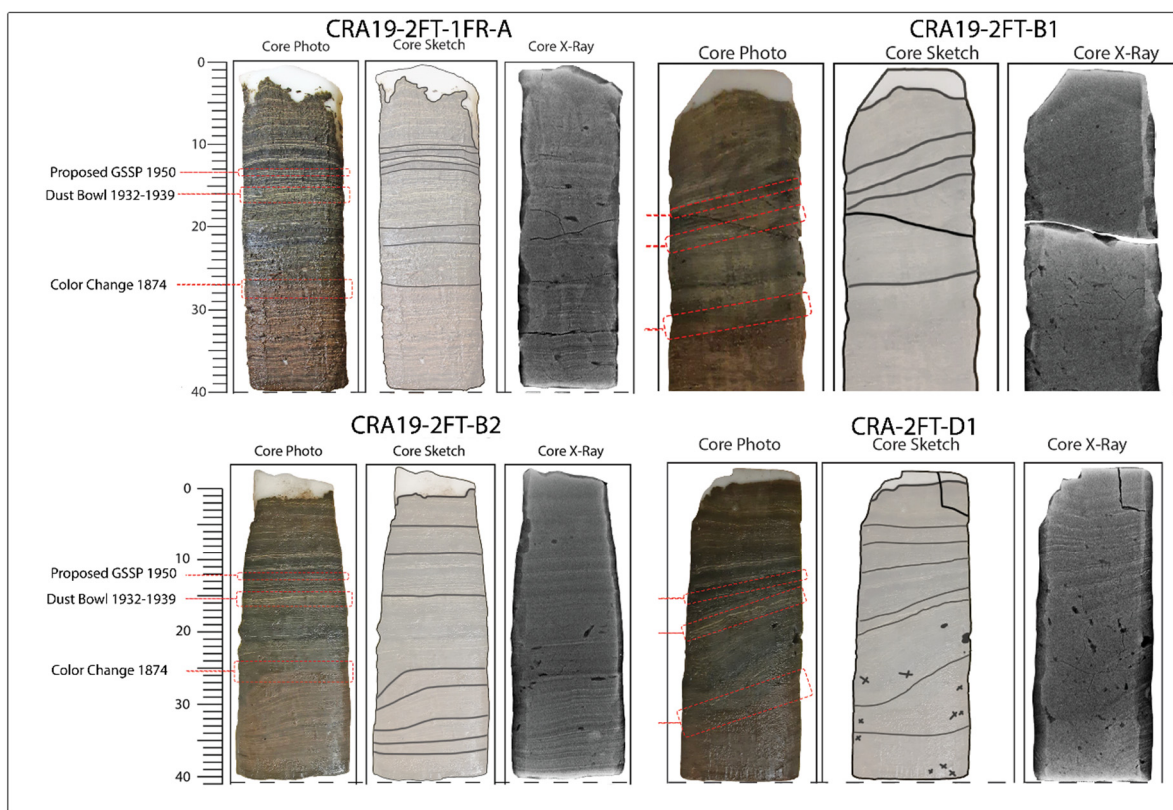 CRA19-2FT-1FR-A
Core Photo Core Sketch Core X-Ray
0
10
Proposed GSSP 1950
Dust Bowl 1932-1939
20
Color Change 1874
30
40
CRA19-2FT-B1
Core Photo Core Sketch Core X-Ray
CRA19-2FT-B2
Core Photo Core Sketch Core X-Ray
0
10
Proposed GSSP 1950
Dust Bowl 1932-1939
20
Color Change 1874
30
40
CRA-2FT-D1
Core Photo Core Sketch Core X-Ray